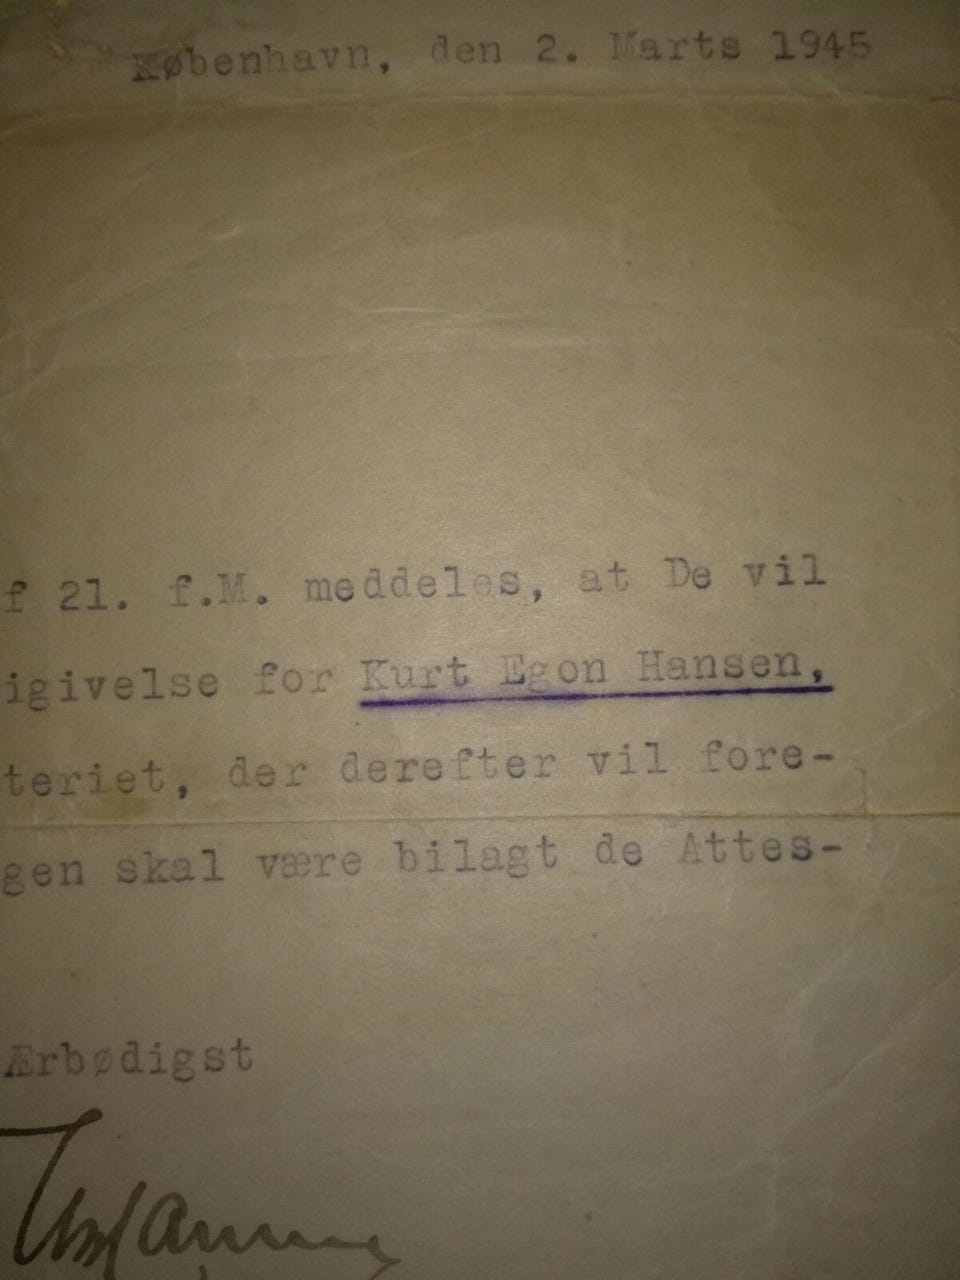 København, den 2. Marts 1945
f 21. f.M. meddeles, at De vil
igivelse for Kurt Egon Hansen,
teriet, der derefter vil fore-
gen skal være bilagt de Attes-
Ærbødigst